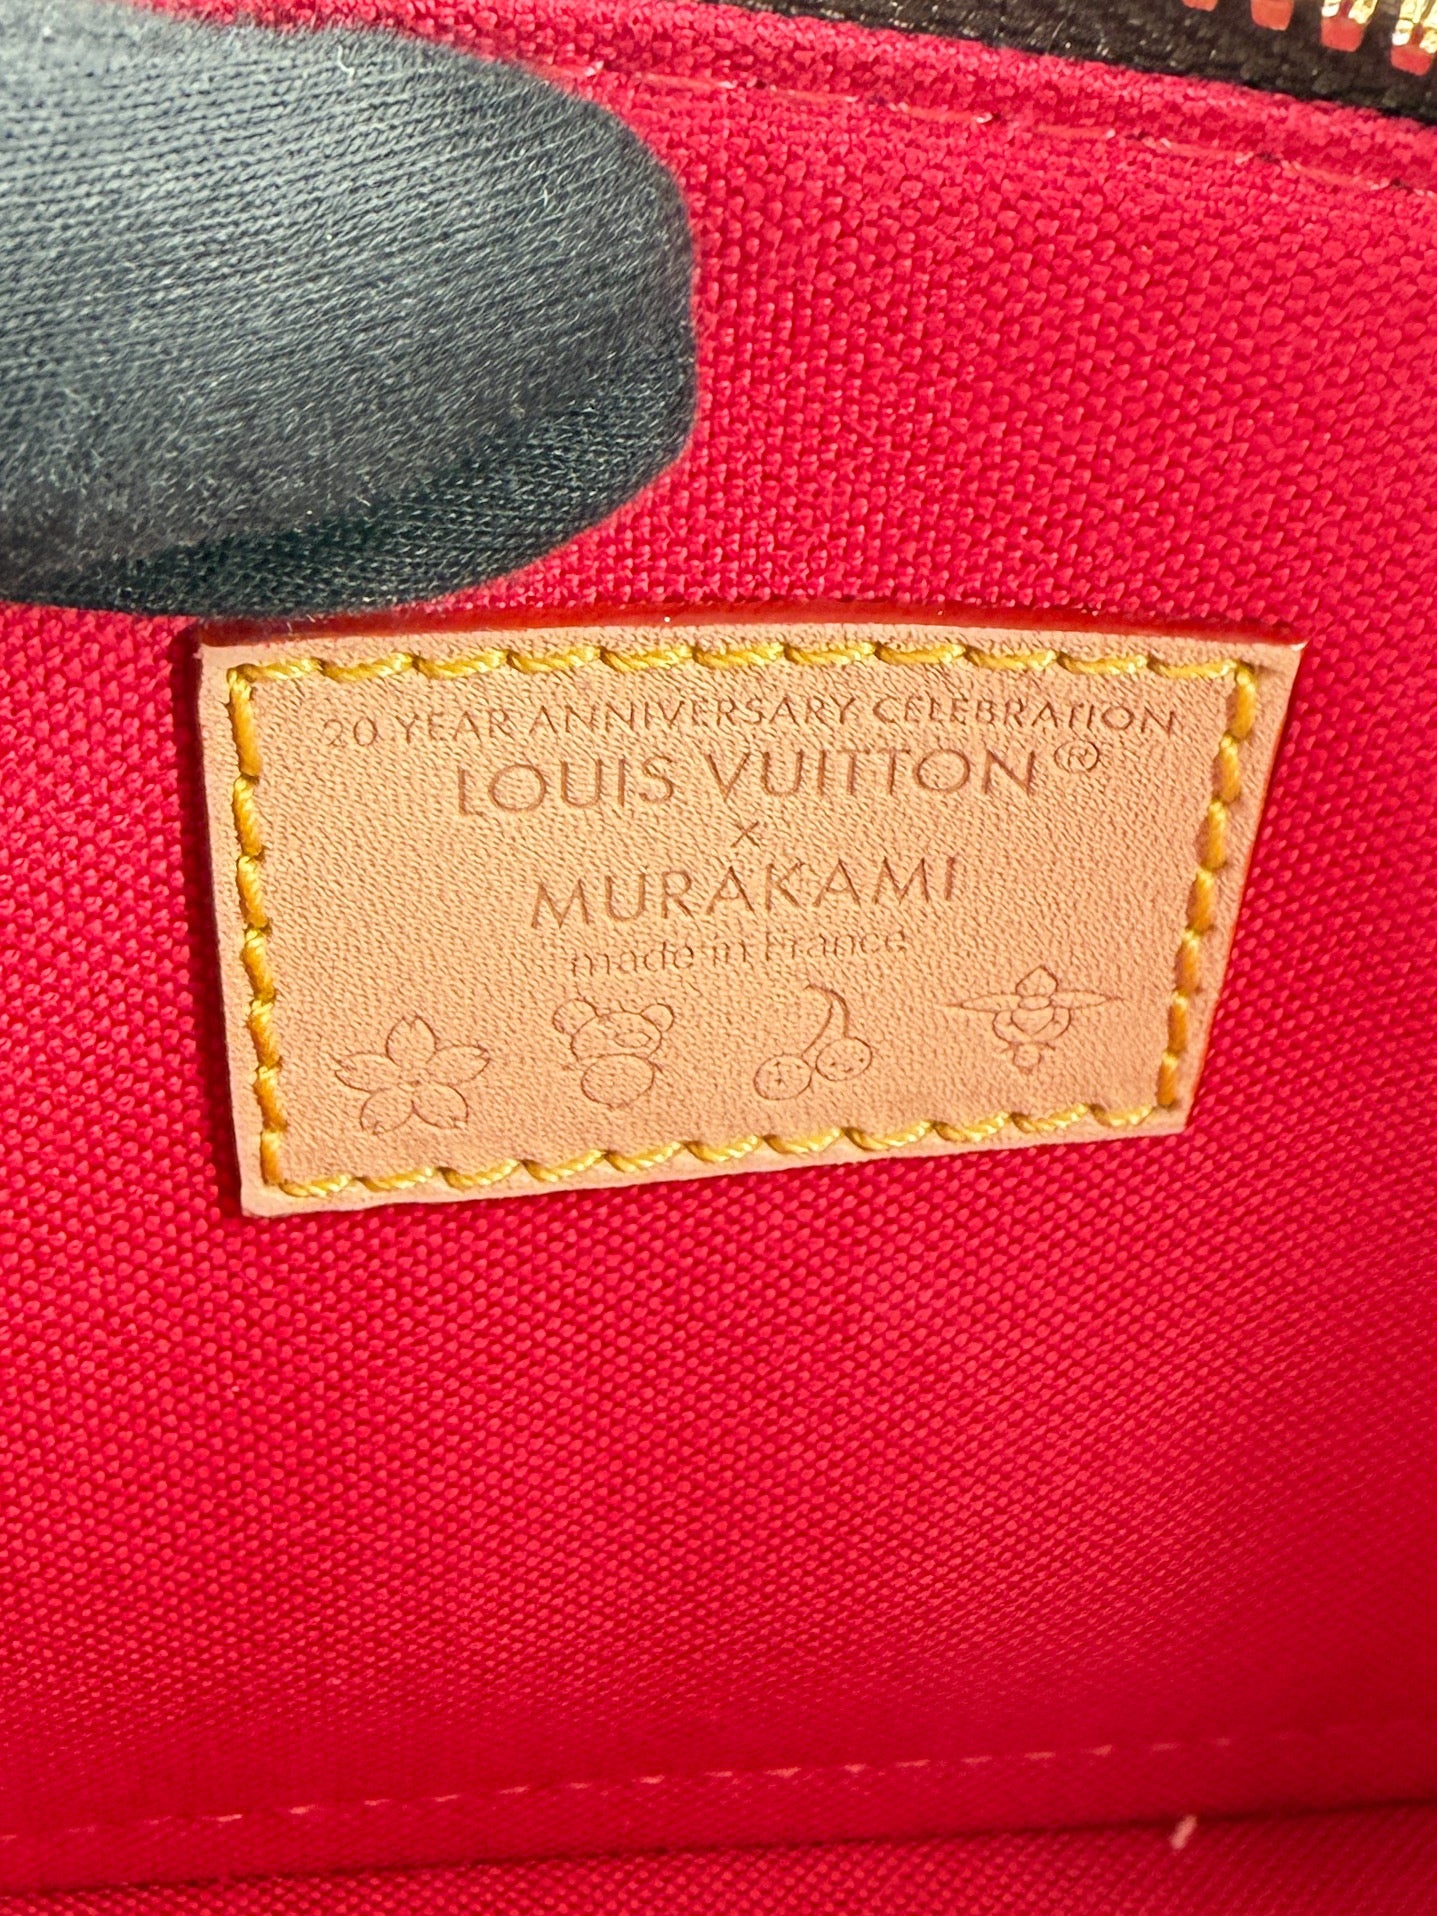 20 YEAR ANNIVERSARY CELEBRATION
LOUIS VUITTON®
x
MURAKAMI
made in France